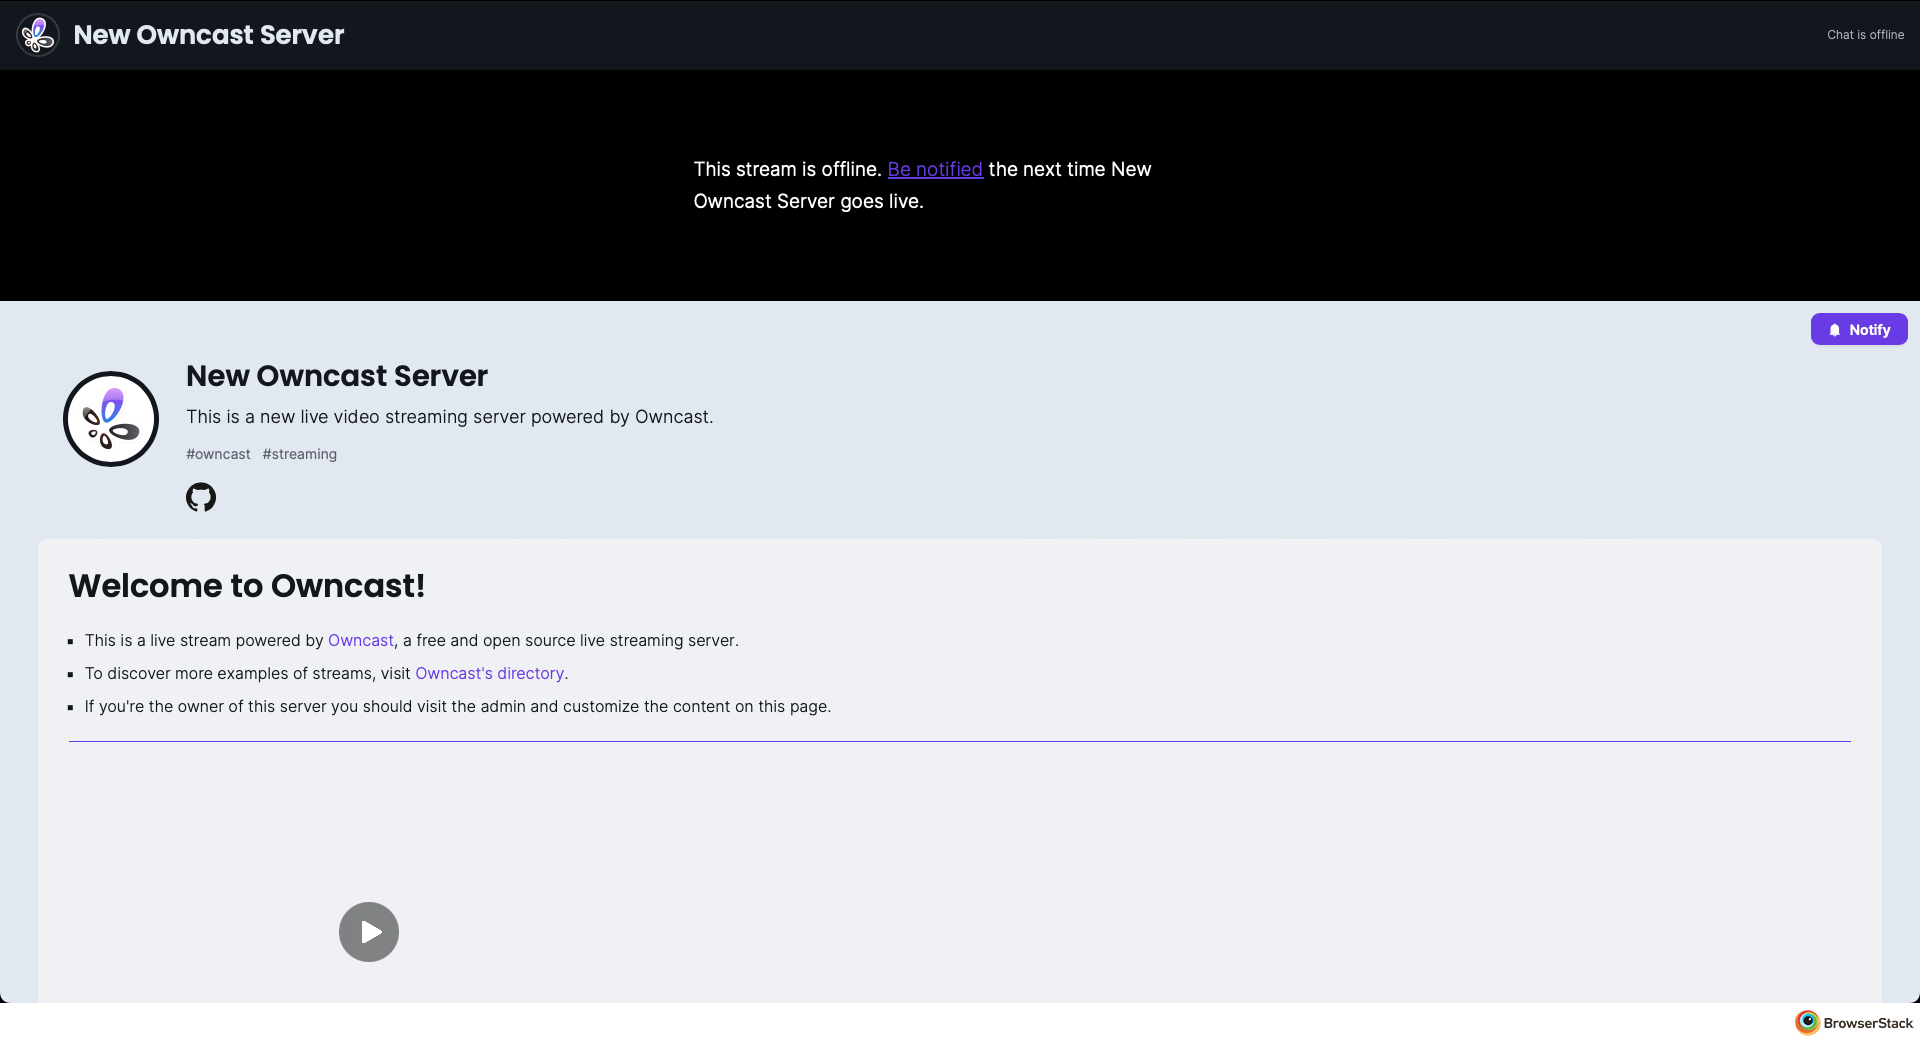 New Owncast Server
Chat is offline
This stream is offline. Be notified the next time New
Owncast Server goes live.
Notify
New Owncast Server
This is a new live video streaming server powered by Owncast.
#owncast #streaming
Welcome to Owncast!
This is a live stream powered by Owncast, a free and open source live streaming server.
To discover more examples of streams, visit Owncast's directory.
If you're the owner of this server you should visit the admin and customize the content on this page.
BrowserStack